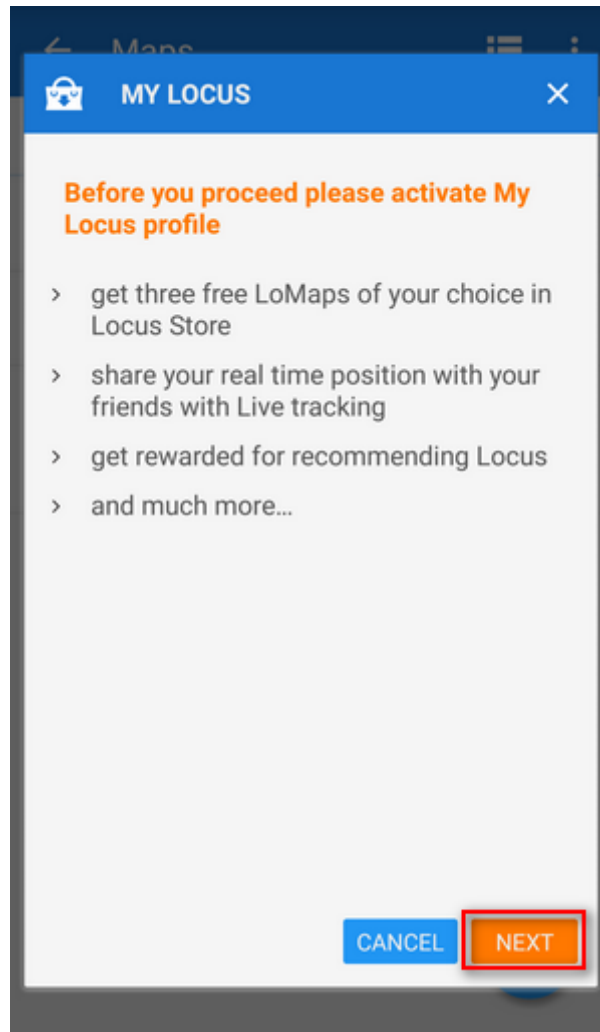 Maps
MY LOCUS
Before you proceed please activate My
Locus profile
get three free LoMaps of your choice in
Locus Store
share your real time position with your
friends with Live tracking
get rewarded for recommending Locus
and much more...
CANCEL
NEXT